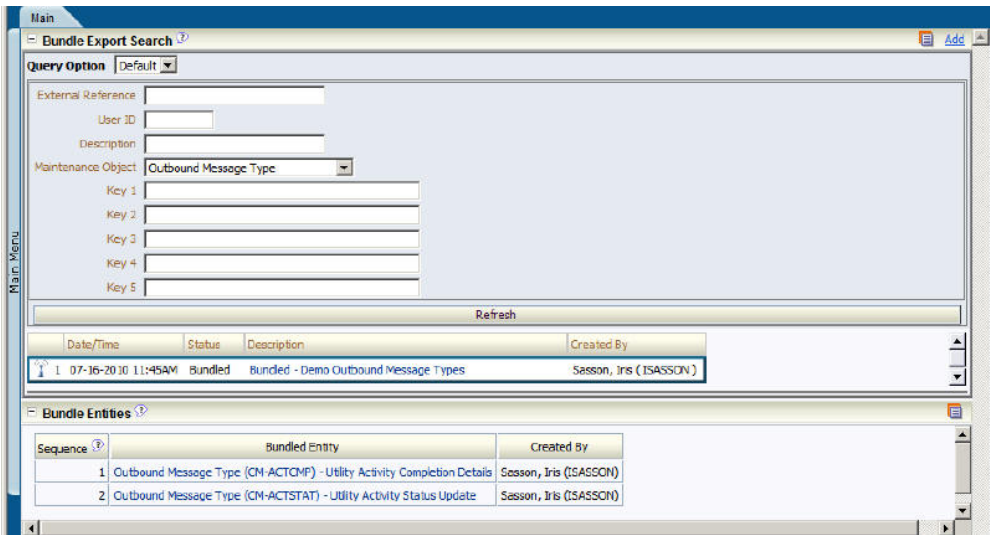 Main
Bundle Export Search
Add
Query Option Default
External Reference
User ID
Description
Maintenance Object Outbound Message Type
Key 1
Key 2
Key 3
Key 4
Key 5
Main Menu
Refresh
Date/Time Status Description Created By
1 07-16-2010 11:45AM Bundled Bundled - Demo Outbound Message Types Sasson, Iris (ISASSON)
Bundle Entities
Sequence Bundled Entity Created By
1 Outbound Message Type (CM-ACTCMP) - Utility Activity Completion Details Sasson, Iris (ISASSON)
2 Outbound Message Type (CM-ACTSTAT) - Utility Activity Status Update Sasson, Iris (ISASSON)